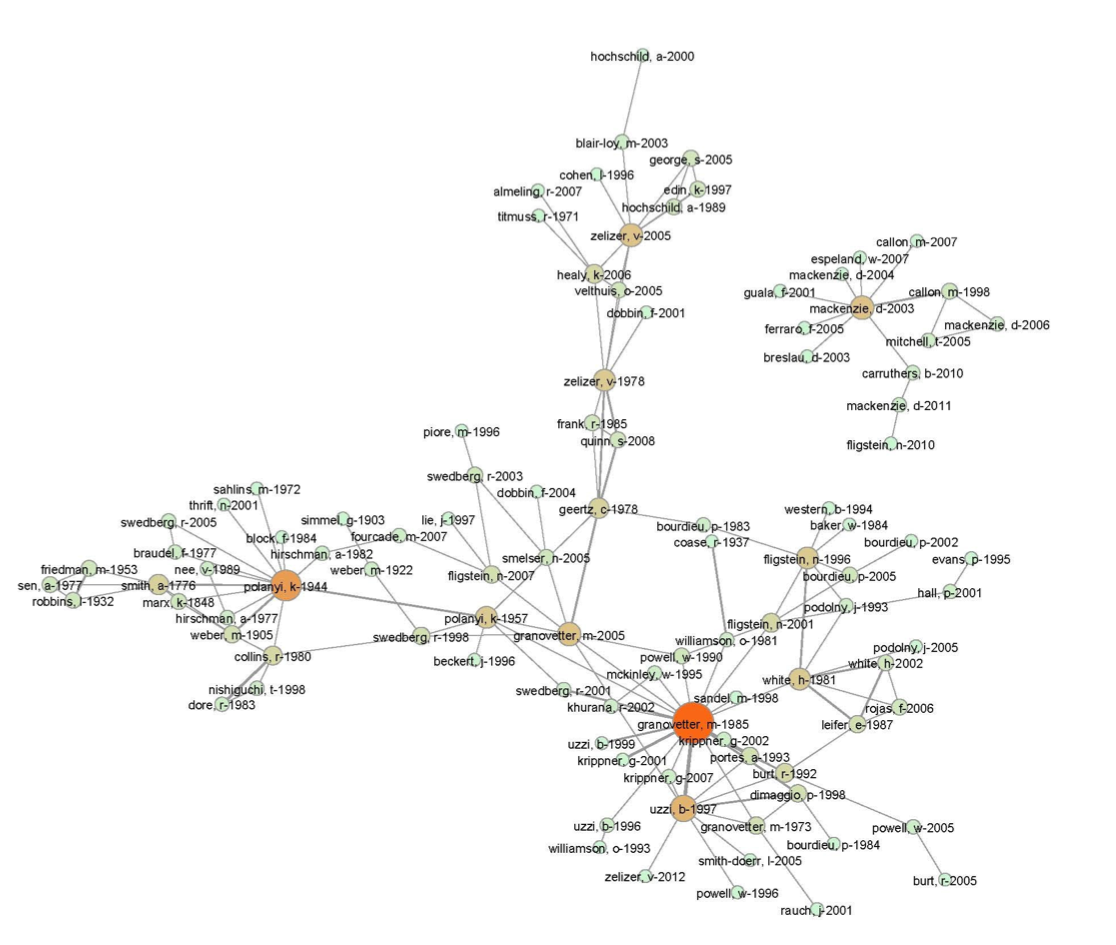 hochschild, a-2000
blair-loy, m-2003
george, s-2005
cohen, l-1996
almeling, r-2007
edin, k-1997
hochschild, a-1989
titmuss, r-1971
zelizer, v-2005
callon, m-2007
espeland, w-2007
healy, k-2006
mackenzie, d-2004
velthuis, o-2005
guala, f-2001
callon, m-1998
mackenzie, d-2003
dobbin, f-2001
mackenzie, d-2006
ferraro, f-2005
mitchell, t-2005
breslau, d-2003
carruthers, b-2010
zelizer, v-1978
mackenzie, d-2011
frank, r-1985
piore, m-1996
quinn, s-2008
fligstein, n-2010
swedberg, r-2003
sahlins, m-1972
dobbin, f-2004
thrift, n-2001
geertz, c-1978
western, b-1994
swedberg, r-2005
simmel, g-1903
lie, j-1997
bourdieu, p-1983
baker, w-1984
block, f-1984
fourcade, m-2007
coase, r-1937
bourdieu, p-2002
braudel, f-1977
hirschman, a-1982
smelser, n-2005
fligstein, n-1996
evans, p-1995
friedman, m-1953
nee, v-1989
weber, m-1922
fligstein, n-2007
bourdieu, p-2005
sen, a-1977
smith, a-1776
polanyi, k-1944
hall, p-2001
robbins, l-1932
marx, k-1848
podolny, j-1993
hirschman, a-1977
polanyi, k-1957
fligstein, n-2001
weber, m-1905
swedberg, r-1998
granovetter, m-2005
williamson, o-1981
podolny, j-2005
collins, r-1980
beckert, j-1996
powell, w-1990
white, h-2002
mckinley, w-1995
white, h-1981
nishiguchi, t-1998
swedberg, r-2001
sandel, m-1998
dore, r-1983
khurana, r-2002
rojas, f-2006
granovetter, m-1985
leifer, e-1987
uzzi, b-1999
krippner, g-2002
krippner, g-2001
portes, a-1993
krippner, g-2007
burt, r-1992
dimaggio, p-1998
uzzi, b-1997
uzzi, b-1996
granovetter, m-1973
powell, w-2005
williamson, o-1993
bourdieu, p-1984
smith-doerr, l-2005
zelizer, v-2012
burt, r-2005
powell, w-1996
rauch, j-2001